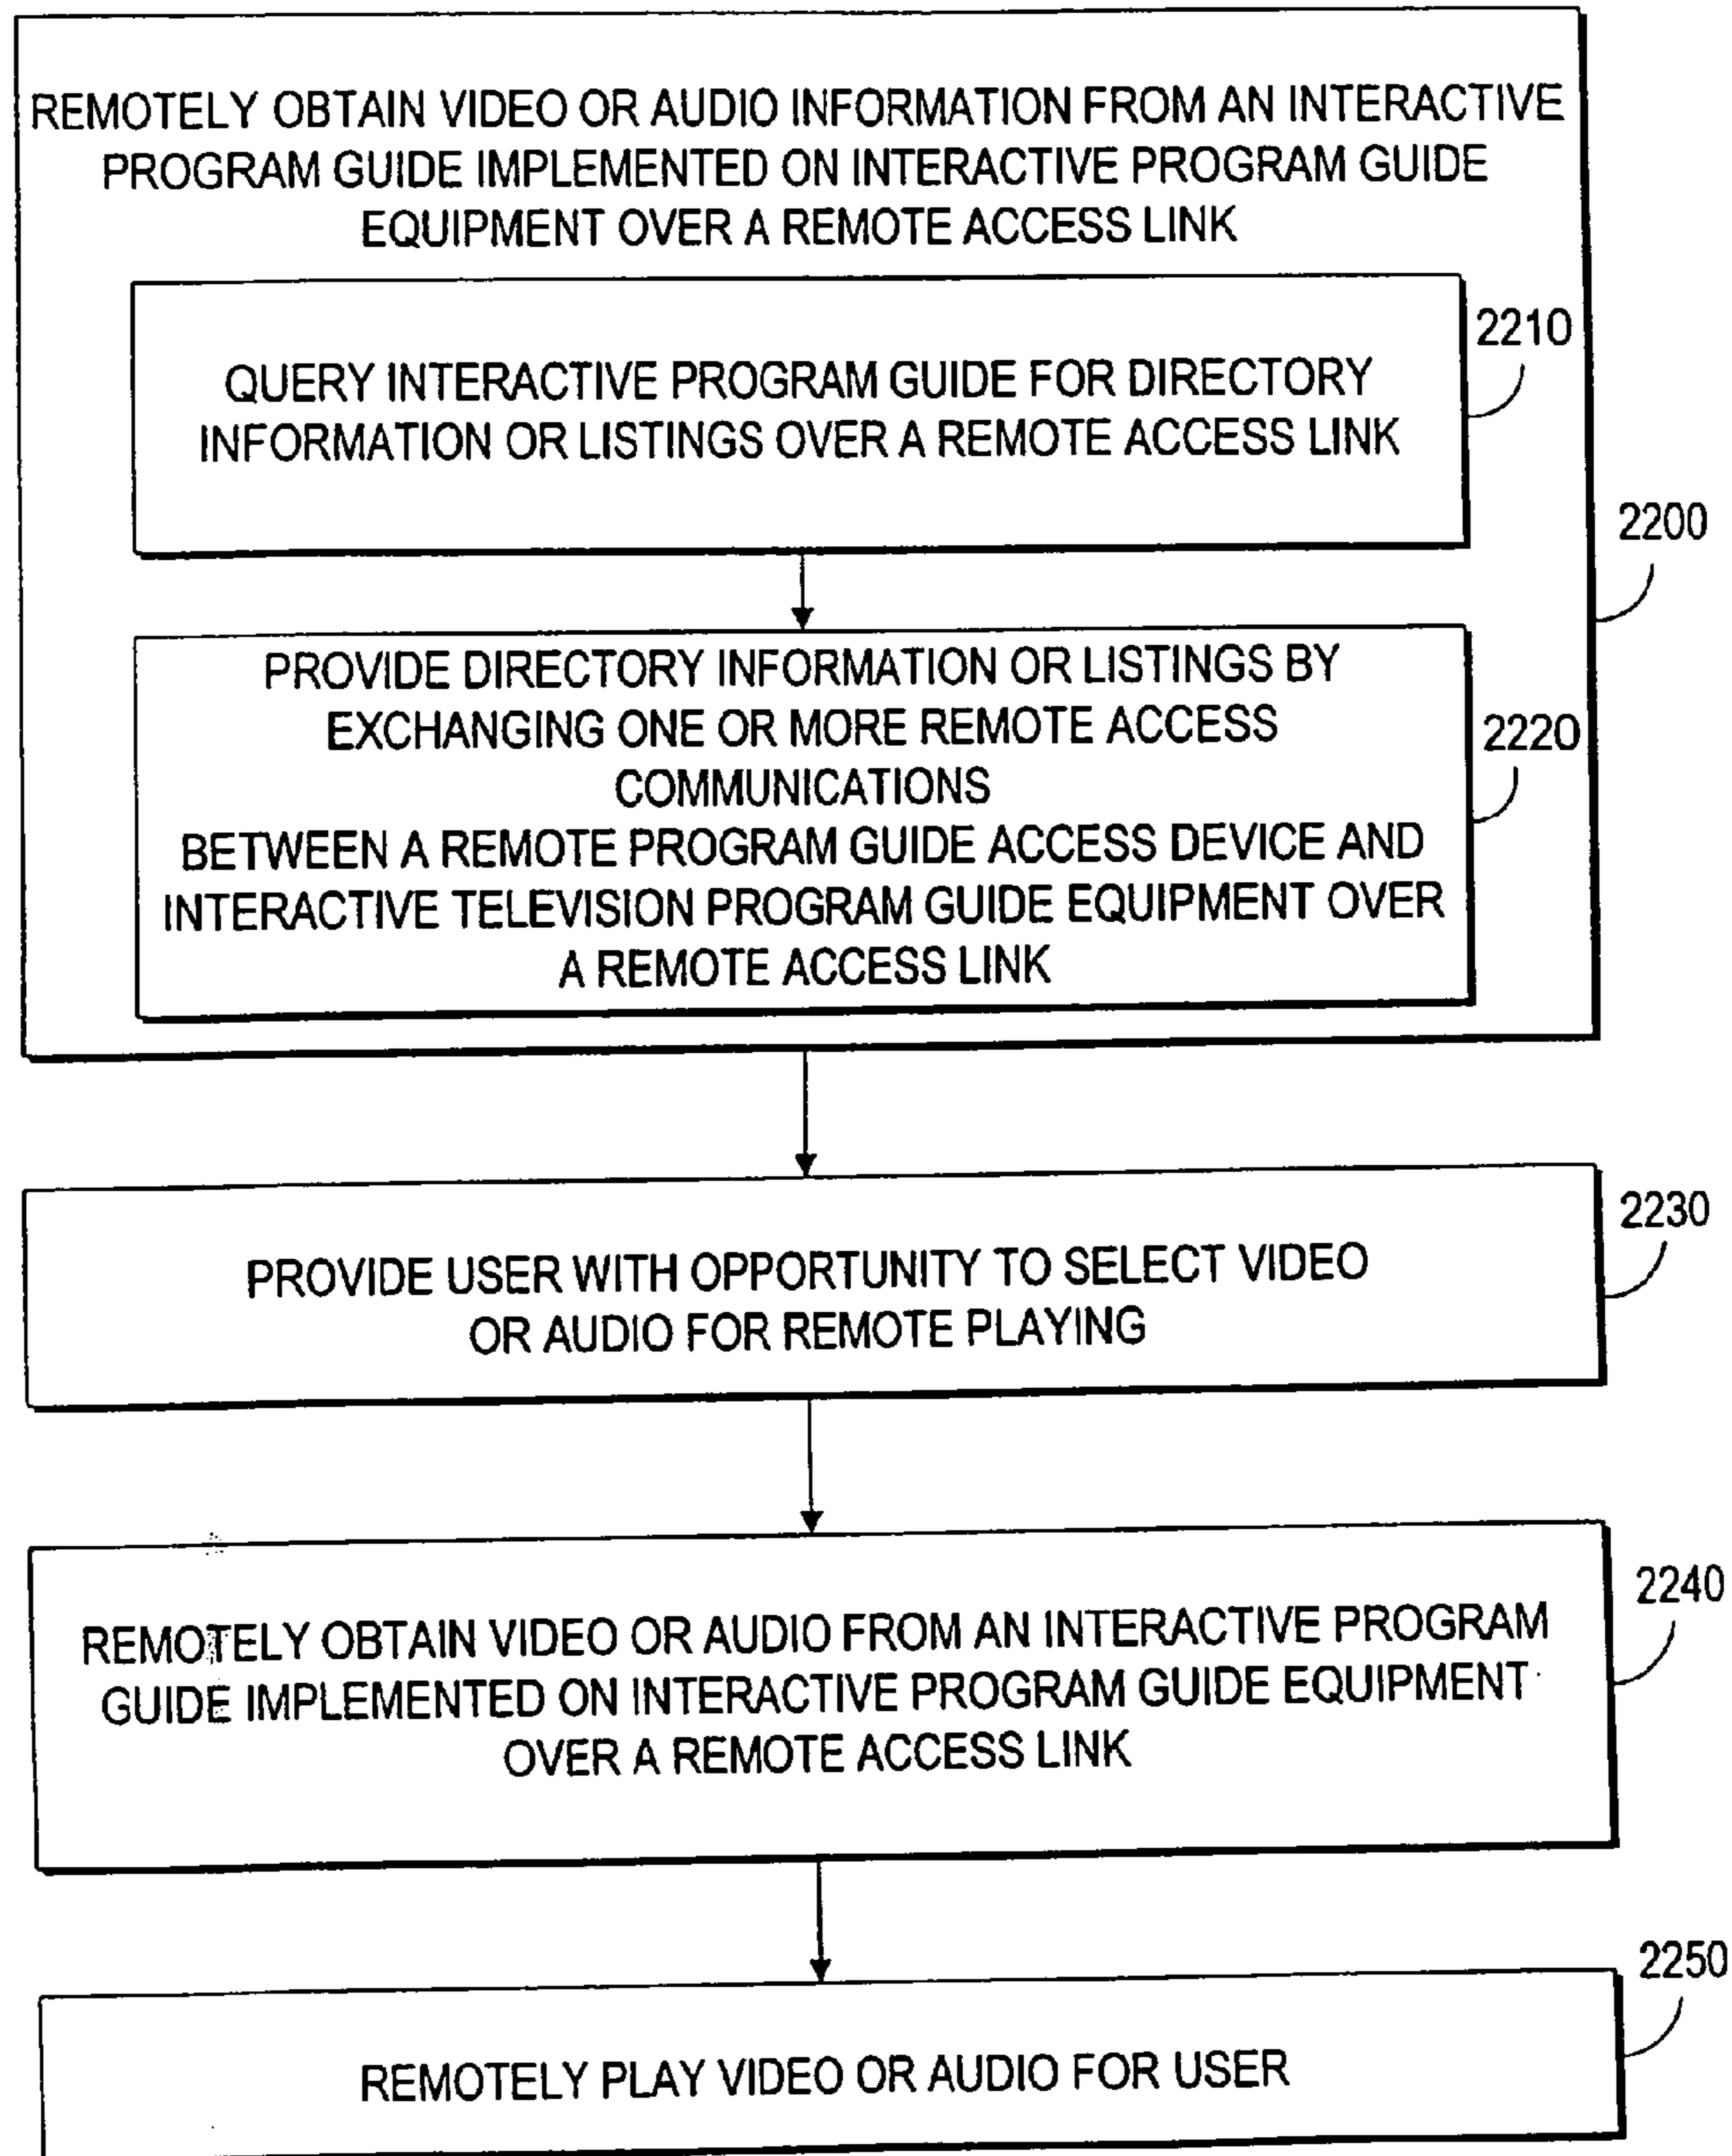 REMOTELY OBTAIN VIDEO OR AUDIO INFORMATION FROM AN INTERACTIVE
PROGRAM GUIDE IMPLEMENTED ON INTERACTIVE PROGRAM GUIDE
EQUIPMENT OVER A REMOTE ACCESS LINK
2210
QUERY INTERACTIVE PROGRAM GUIDE FOR DIRECTORY
INFORMATION OR LISTINGS OVER A REMOTE ACCESS LINK
2200
PROVIDE DIRECTORY INFORMATION OR LISTINGS BY
EXCHANGING ONE OR MORE REMOTE ACCESS
2220
COMMUNICATIONS
BETWEEN A REMOTE PROGRAM GUIDE ACCESS DEVICE AND
INTERACTIVE TELEVISION PROGRAM GUIDE EQUIPMENT OVER
A REMOTE ACCESS LINK
2230
PROVIDE USER WITH OPPORTUNITY TO SELECT VIDEO
OR AUDIO FOR REMOTE PLAYING
2240
REMOTELY OBTAIN VIDEO OR AUDIO FROM AN INTERACTIVE PROGRAM
GUIDE IMPLEMENTED ON INTERACTIVE PROGRAM GUIDE EQUIPMENT
OVER A REMOTE ACCESS LINK
2250
REMOTELY PLAY VIDEO OR AUDIO FOR USER